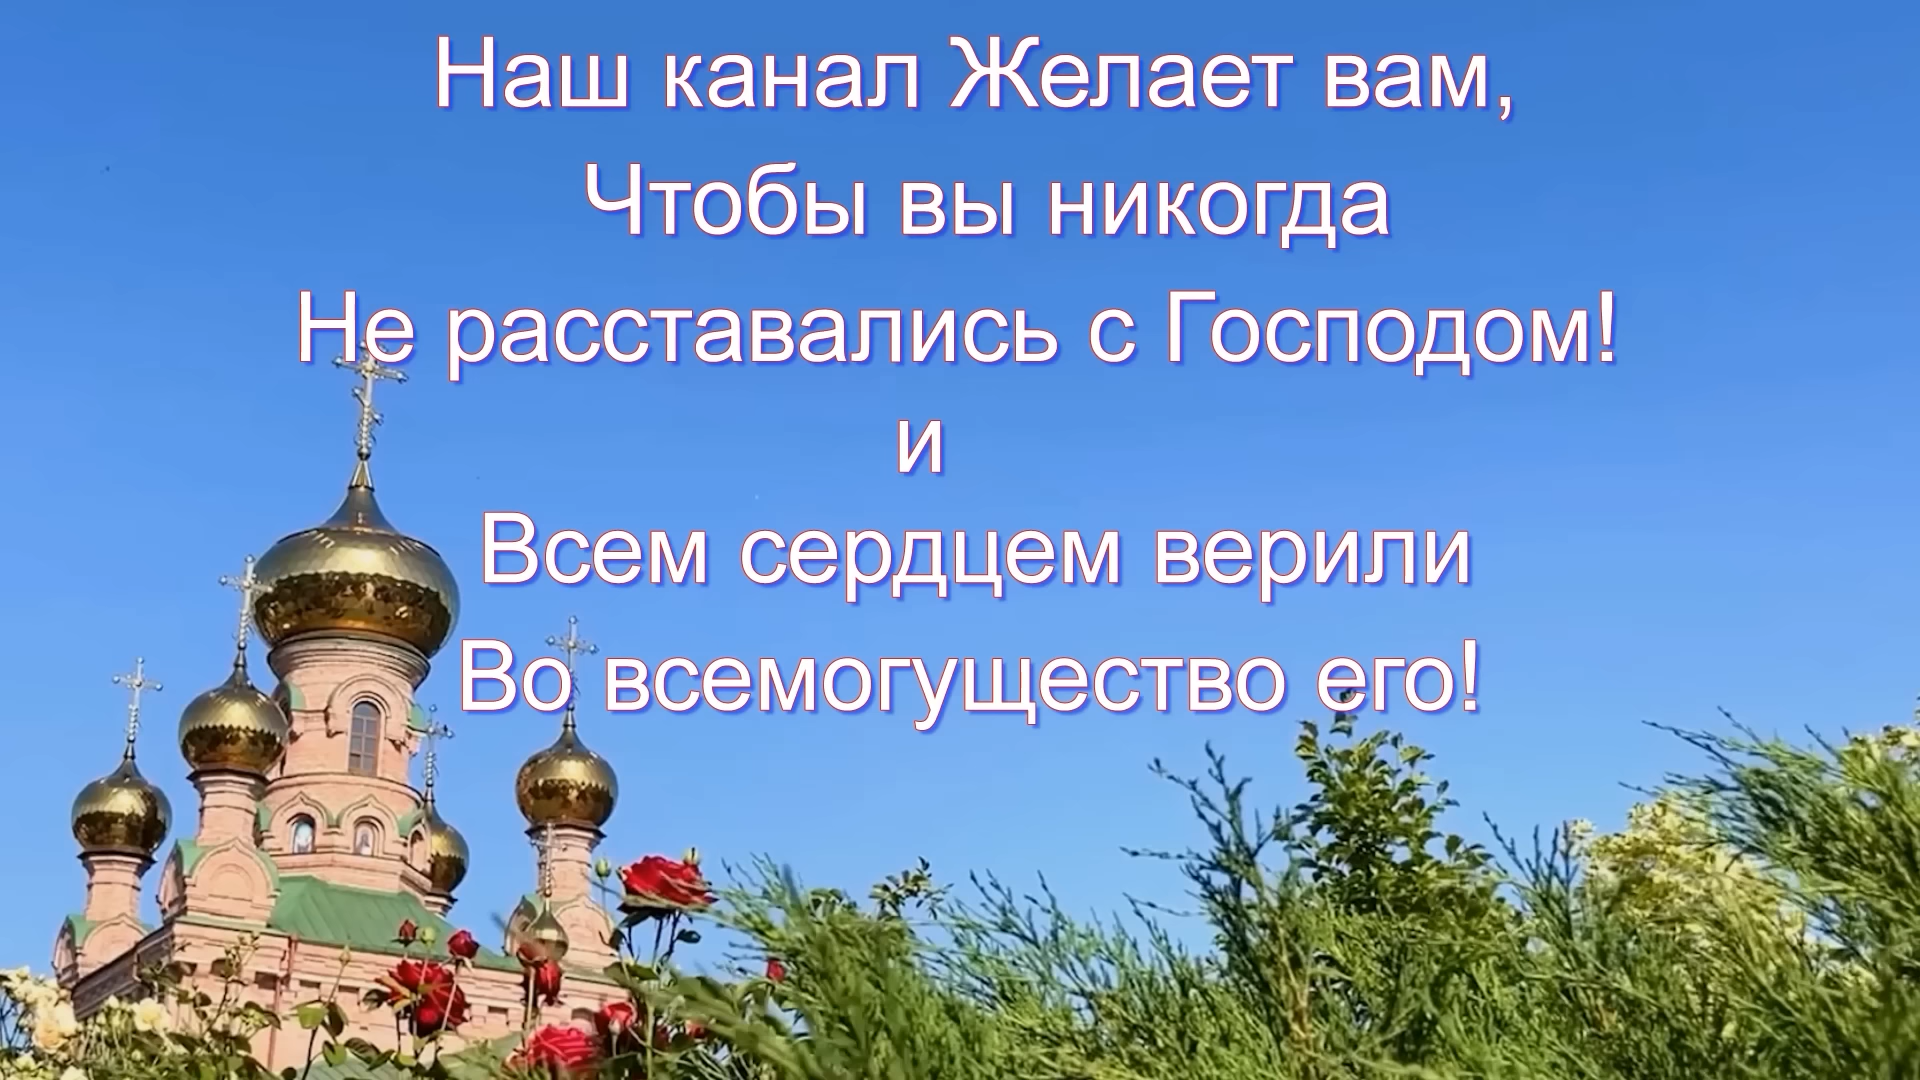 Наш канал Желает вам,
Чтобы вы никогда
Не расставались с Господом!
и
Всем сердцем верили
Во всемогущество его!